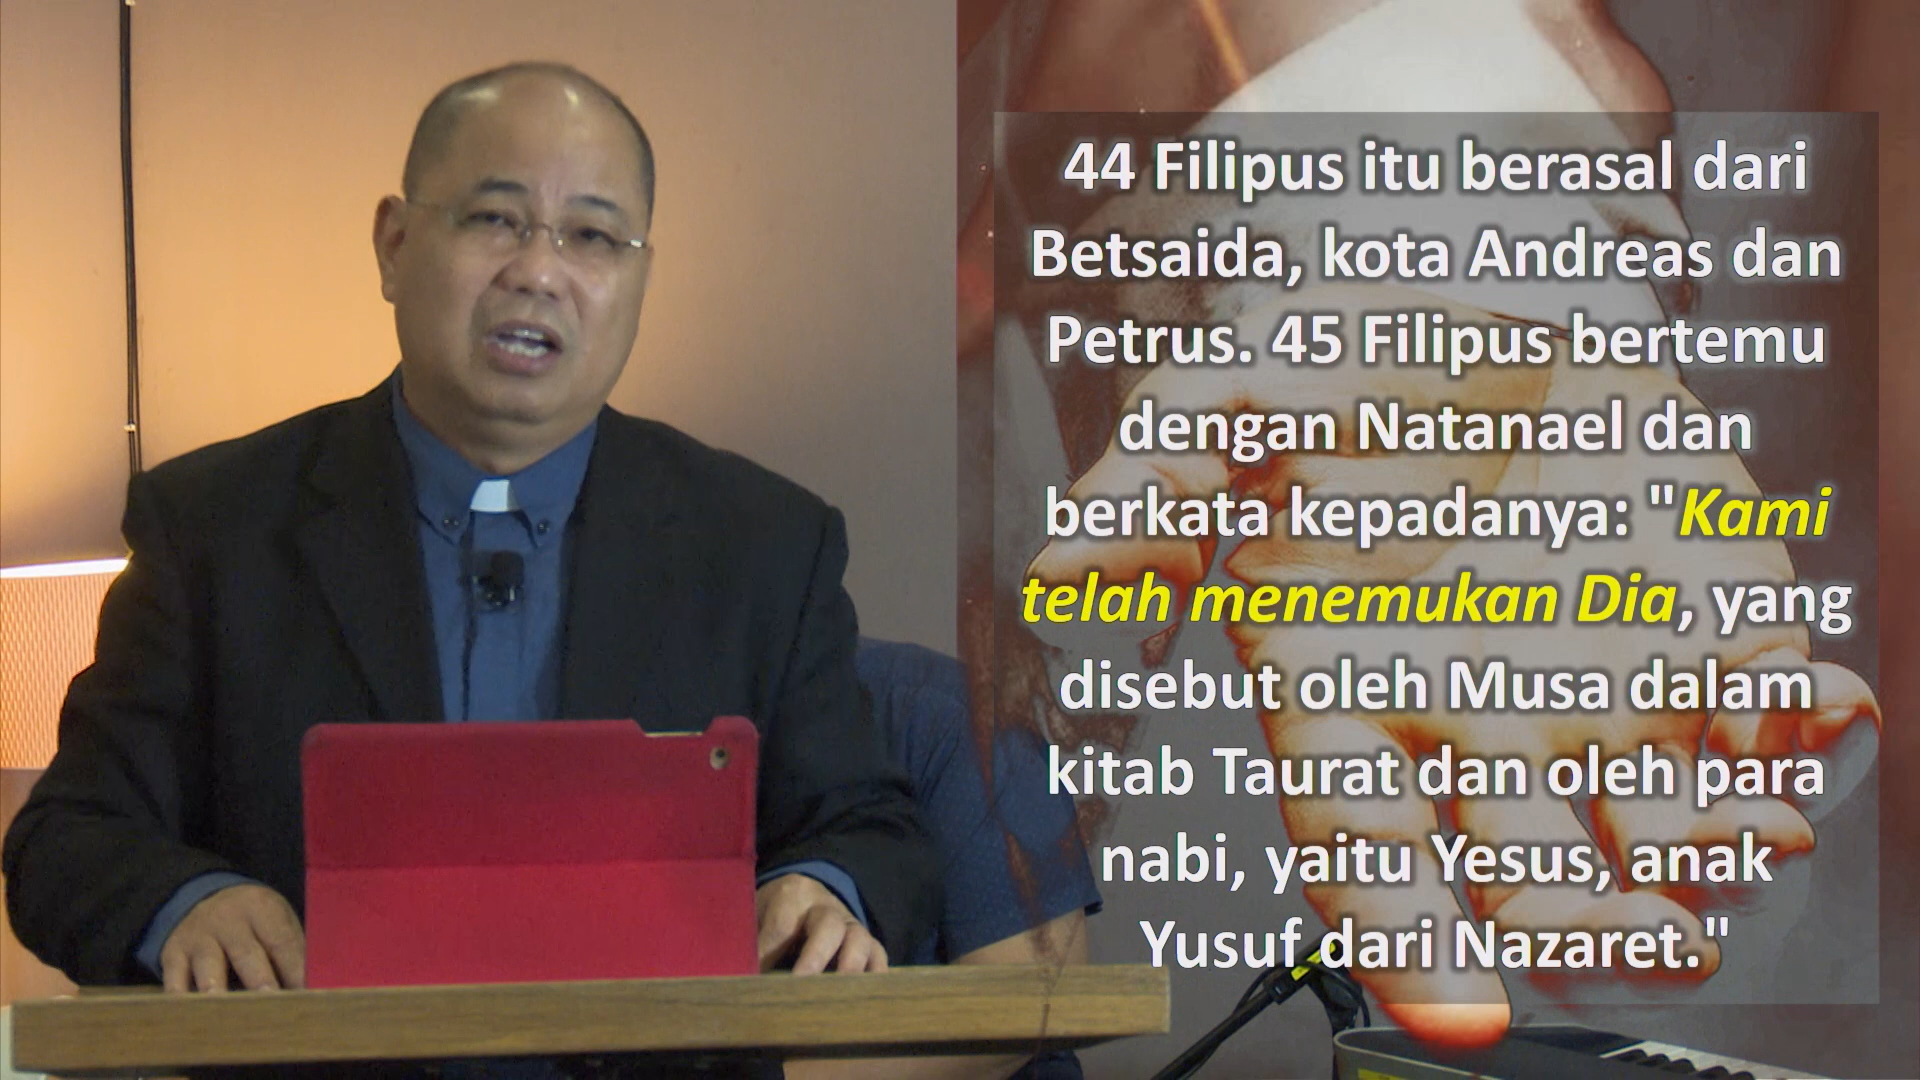 44 Filipus itu berasal dari
Betsaida, kota Andreas dan
Petrus. 45 Filipus bertemu
dengan Natanael dan
berkata kepadanya: "Kami
telah menemukan Dia, yang
disebut oleh Musa dalam
kitab Taurat dan oleh para
nabi, yaitu Yesus, anak
Yusuf dari Nazaret."